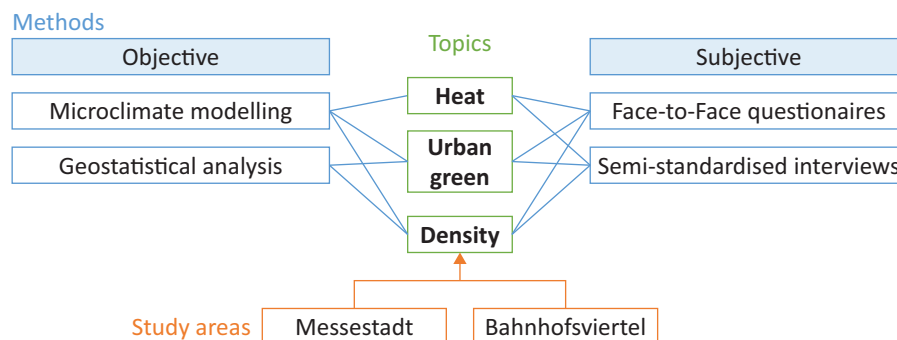 Methods
Objective
Topics
Subjective
Microclimate modelling
Heat
Face-to-Face questionaires
Geostatistical analysis
Urban
green
Semi-standardised interviews
Density
Study areas
Messestadt
Bahnhofsviertel